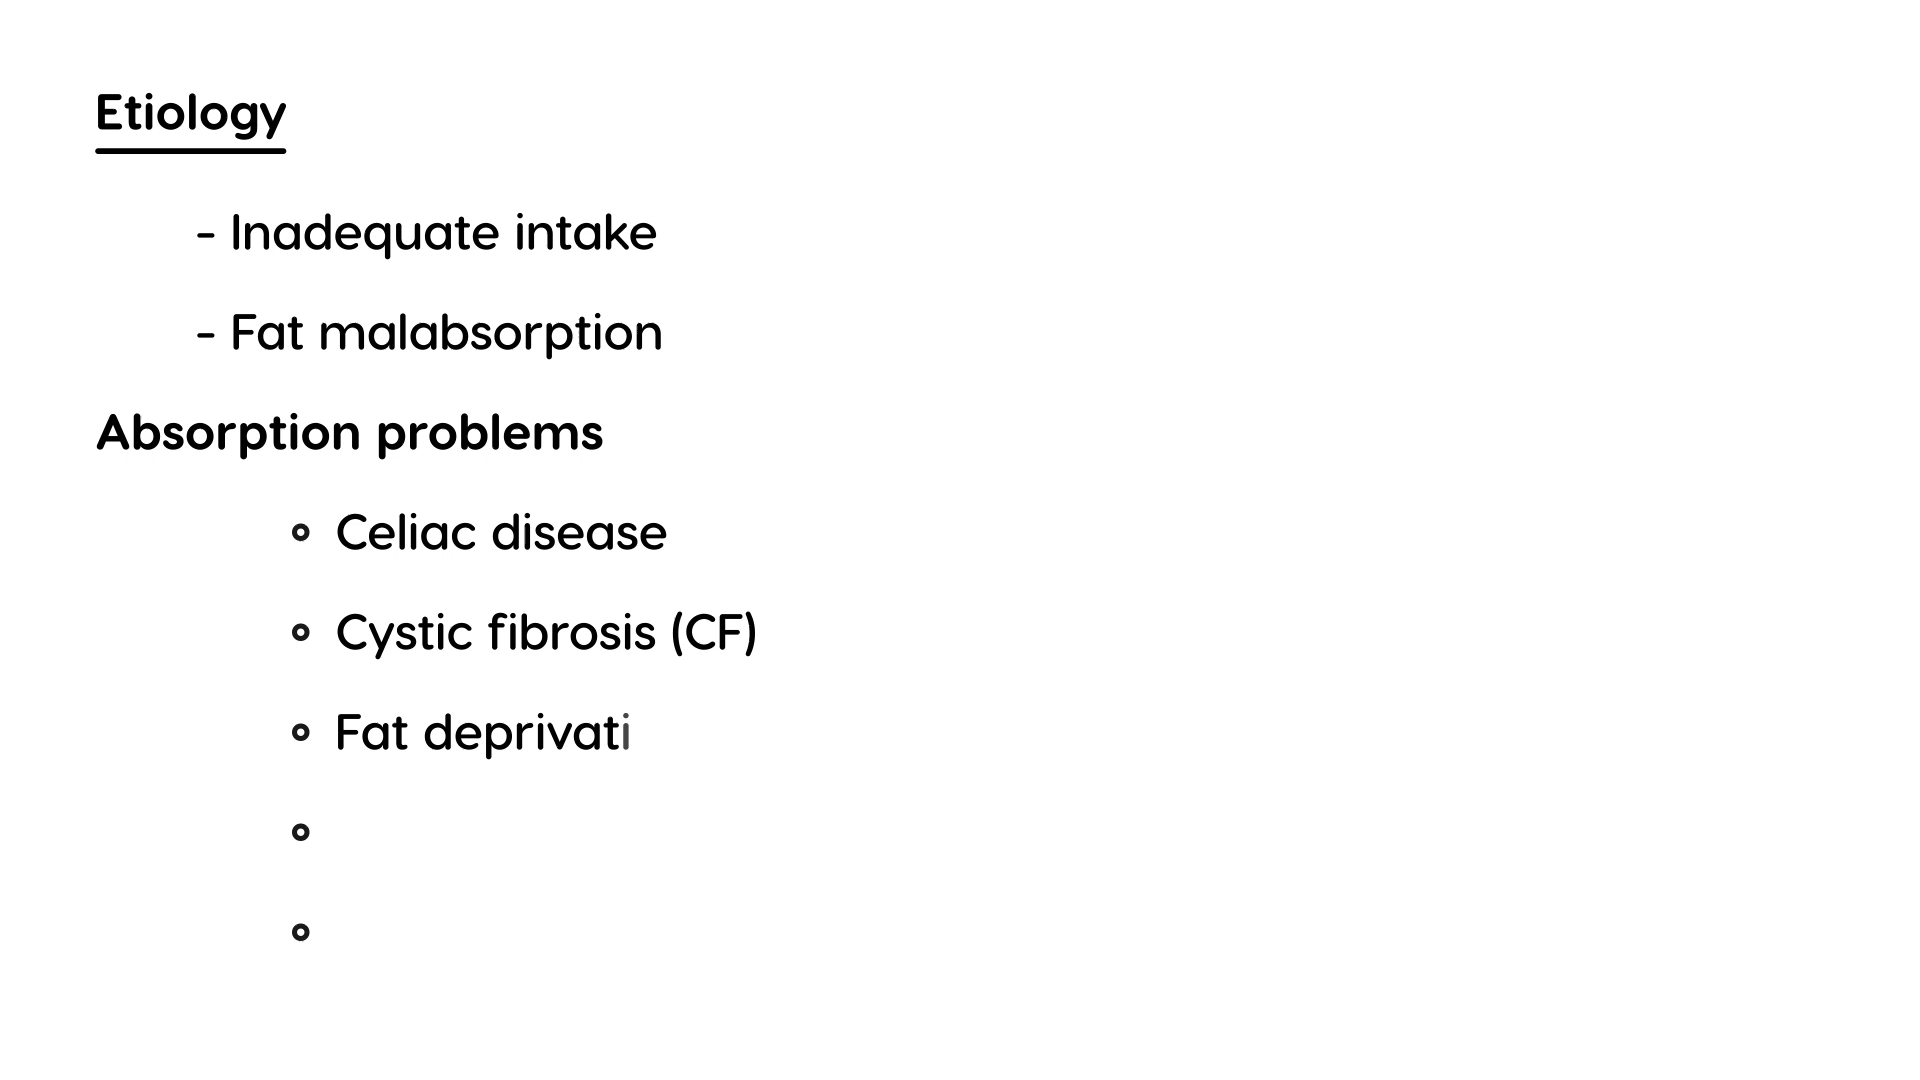 Etiology
- Inadequate intake
- Fat malabsorption
Absorption problems
Celiac disease
Cystic fibrosis (CF)
Fat deprivati